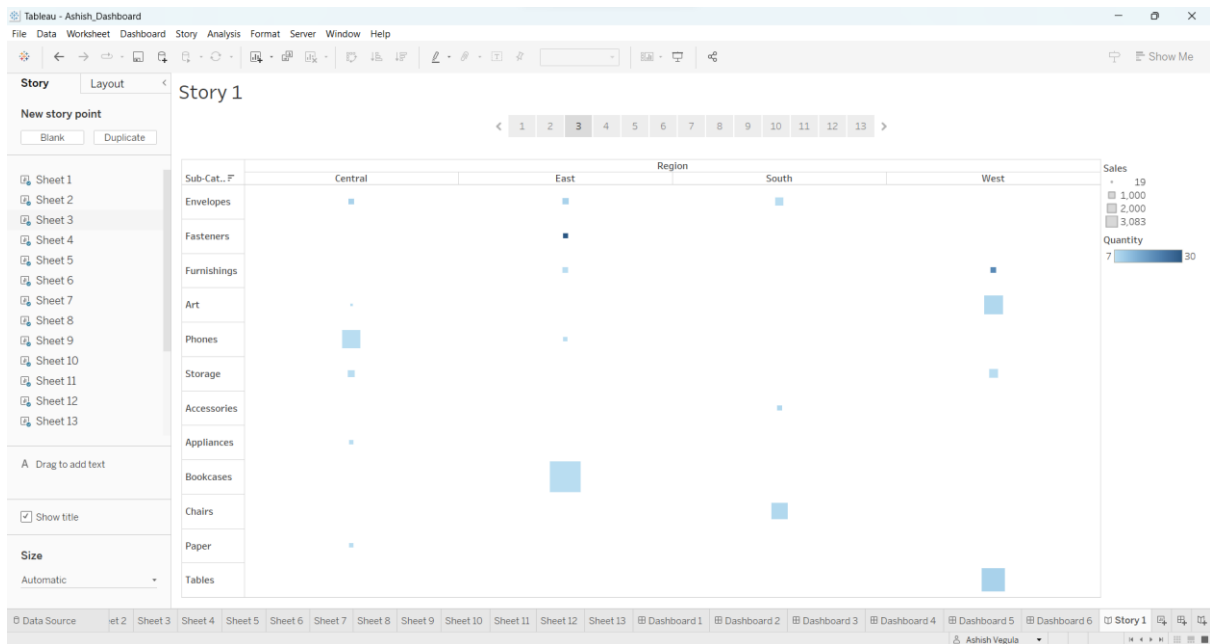 Tableau - Ashish_Dashboard
File Data Worksheet Dashboard Story Analysis Format Server Window Help
Show Me
Story Layout
Story 1
New story point
Blank Duplicate
1 2 3 4 5 6 7 8 9 10 11 12 13
Sheet 1
Sheet 2
Sheet 3
Sheet 4
Sheet 5
Sheet 6
Sheet 7
Sheet 8
Sheet 9
Sheet 10
Sheet 11
Sheet 12
Sheet 13
A Drag to add text
Show title
Size
Automatic
Region
Sub-Cat.. Central East South West
Envelopes
Fasteners
Furnishings
Art
Phones
Storage
Accessories
Appliances
Bookcases
Chairs
Paper
Tables
Sales
19
1,000
2,000
3,083
Quantity
7 30
Data Source et2 Sheet 3 Sheet 4 Sheet 5 Sheet 6 Sheet 7 Sheet 8 Sheet 9 Sheet 10 Sheet 11 Sheet 12 Sheet 13 Dashboard 1 Dashboard 2 Dashboard 3 Dashboard 4 Dashboard 5 Dashboard 6 Story 1
Ashish Vegula